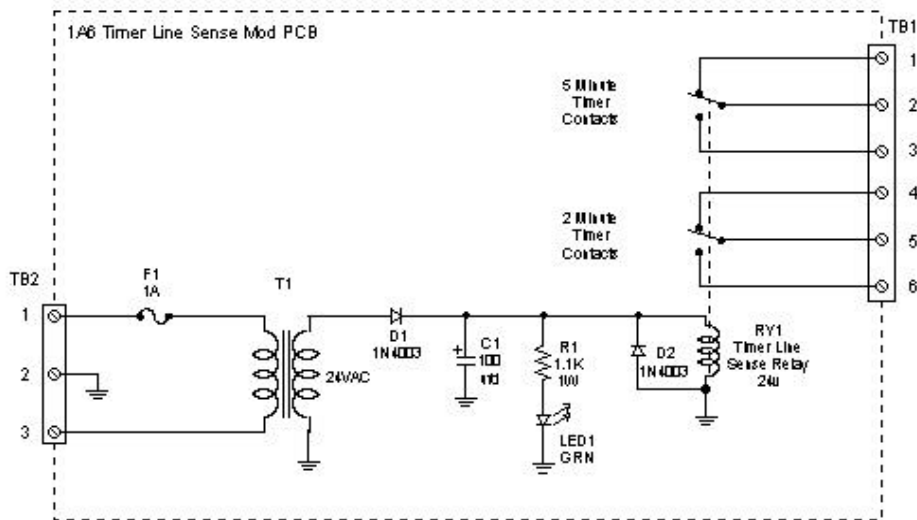 1A6 Timer Line Sense Mod PCB
TB1
1
2
3
4
5
6
5 Minute
Timer
Contacts
2 Minute
Timer
Contacts
TB2
1
2
3
F1
1A
T1
24VAC
D1
1N4003
+
C1
100
mfd
R1
1.1K
1W
LED1
GRN
D2
1N4003
RY1
Timer Line
Sense Relay